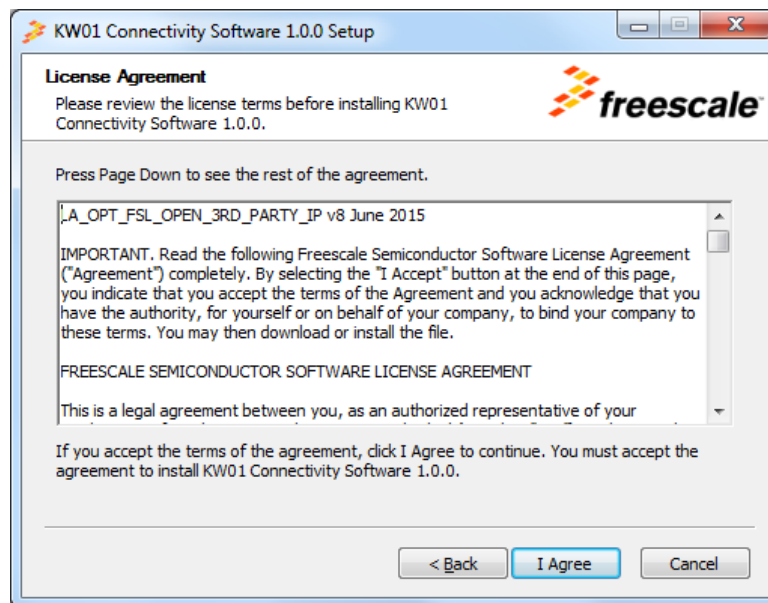 KW01 Connectivity Software 1.0.0 Setup
License Agreement
Please review the license terms before installing KW01
Connectivity Software 1.0.0.
freescale™
Press Page Down to see the rest of the agreement.
LA_OPT_FSL_OPEN_3RD_PARTY_IP v8 June 2015
IMPORTANT. Read the following Freescale Semiconductor Software License Agreement
("Agreement") completely. By selecting the "I Accept" button at the end of this page,
you indicate that you accept the terms of the Agreement and you acknowledge that you
have the authority, for yourself or on behalf of your company, to bind your company to
these terms. You may then download or install the file.
FREESCALE SEMICONDUCTOR SOFTWARE LICENSE AGREEMENT
This is a legal agreement between you, as an authorized representative of your
If you accept the terms of the agreement, click I Agree to continue. You must accept the
agreement to install KW01 Connectivity Software 1.0.0.
< Back
I Agree
Cancel